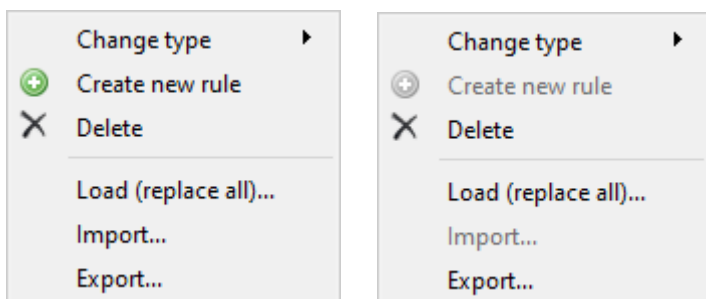 Change type
Create new rule
Delete
Load (replace all)...
Import...
Export...
Change type
Create new rule
Delete
Load (replace all)...
Import...
Export...